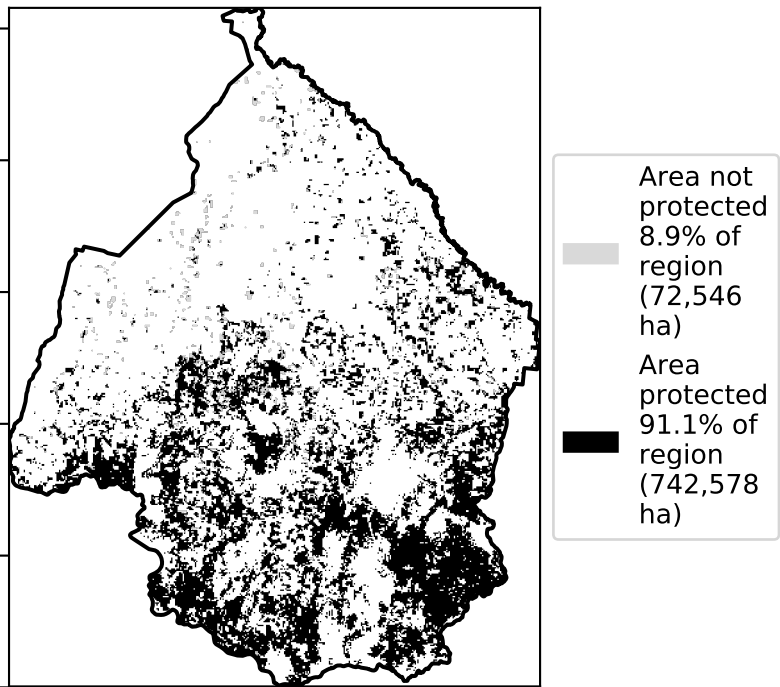 Area not
protected
8.9% of
region
(72,546
ha)
Area
protected
91.1% of
region
(742,578
ha)